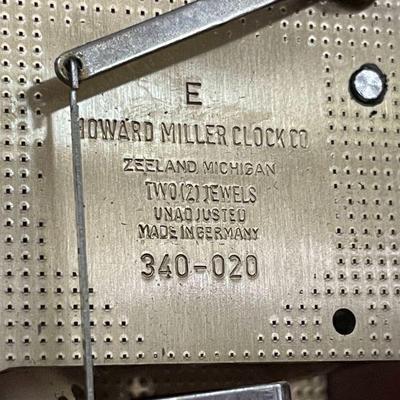 E
HOWARD MILLER CLOCK CO
ZEELAND, MICHIGAN
TWO (2) JEWELS
UNADJUSTED
MADE IN GERMANY
340-020